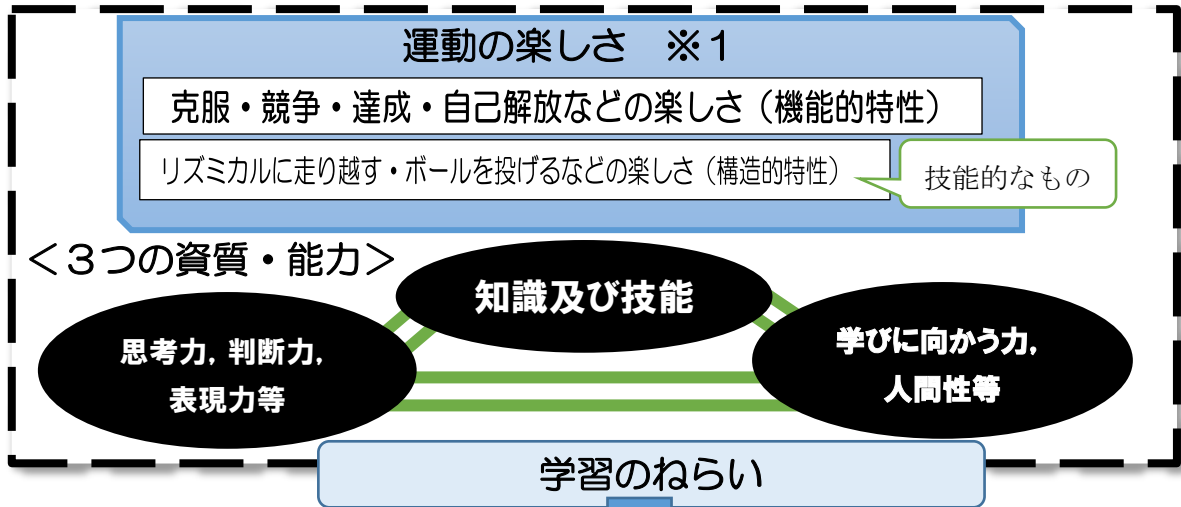 運動の楽しさ　※１
克服・競争・達成・自己解放などの楽しさ（機能的特性）
リズミカルに走り越す・ボールを投げるなどの楽しさ（構造的特性）
技能的なもの
＜３つの資質・能力＞
知識及び技能
思考力，判断力，
表現力等
学びに向かう力，
人間性等
学習のねらい